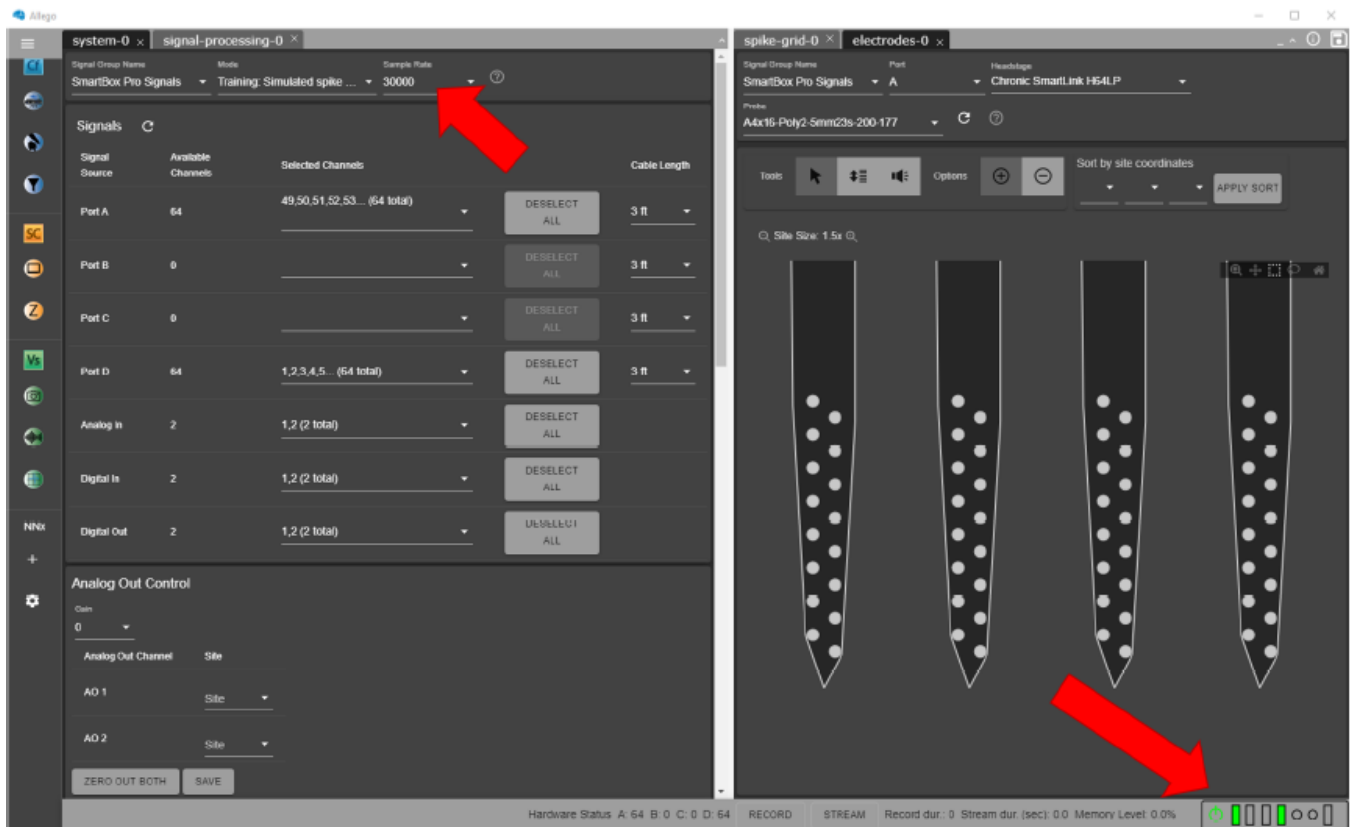 Allego
system-0 × signal-processing-0 ×
Signal Group Name Mode Sample Rate
SmartBox Pro Signals Training: Simulated spike ... 30000
Signals
Signal Source Available Channels Selected Channels Cable Length
Port A 64 49,50,51,52,53... (64 total) DESELECT ALL 3 ft
Port B 0 DESELECT ALL 3 ft
Port C 0 DESELECT ALL 3 ft
Port D 64 1,2,3,4,5... (64 total) DESELECT ALL 3 ft
Analog In 2 1,2 (2 total) DESELECT ALL
Digital In 2 1,2 (2 total) DESELECT ALL
Digital Out 2 1,2 (2 total) DESELECT ALL
Analog Out Control
Gain
0
Analog Out Channel Site
AO 1 Site
AO 2 Site
ZERO OUT BOTH SAVE
Cf
SC
Z
Vs
NNx
spike-grid-0 × electrodes-0 ×
Signal Group Name Port Headstage
SmartBox Pro Signals A Chronic SmartLink H64LP
Probe
A4x16-Poly2-5mm23s-200-177
Tools Options Sort by site coordinates APPLY SORT
Site Size: 1.5x
Hardware Status A: 64 B: 0 C: 0 D: 64 RECORD STREAM Record dur.: 0 Stream dur. (sec): 0.0 Memory Level: 0.0%